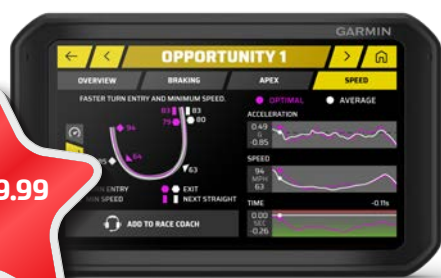 GARMIN
OPPORTUNITY 1
OVERVIEW
BRAKING
APEX
SPEED
FASTER TURN ENTRY AND MINIMUM SPEED.
OPTIMAL
AVERAGE
ACCELERATION
0.49
G
-0.85
SPEED
94
MPH
63
TIME
-0.11s
0.00
SEC
-0.26
83
83
79
80
94
64
63
ENTRY
EXIT
SPEED
NEXT STRAIGHT
ADD TO RACE COACH
9.99